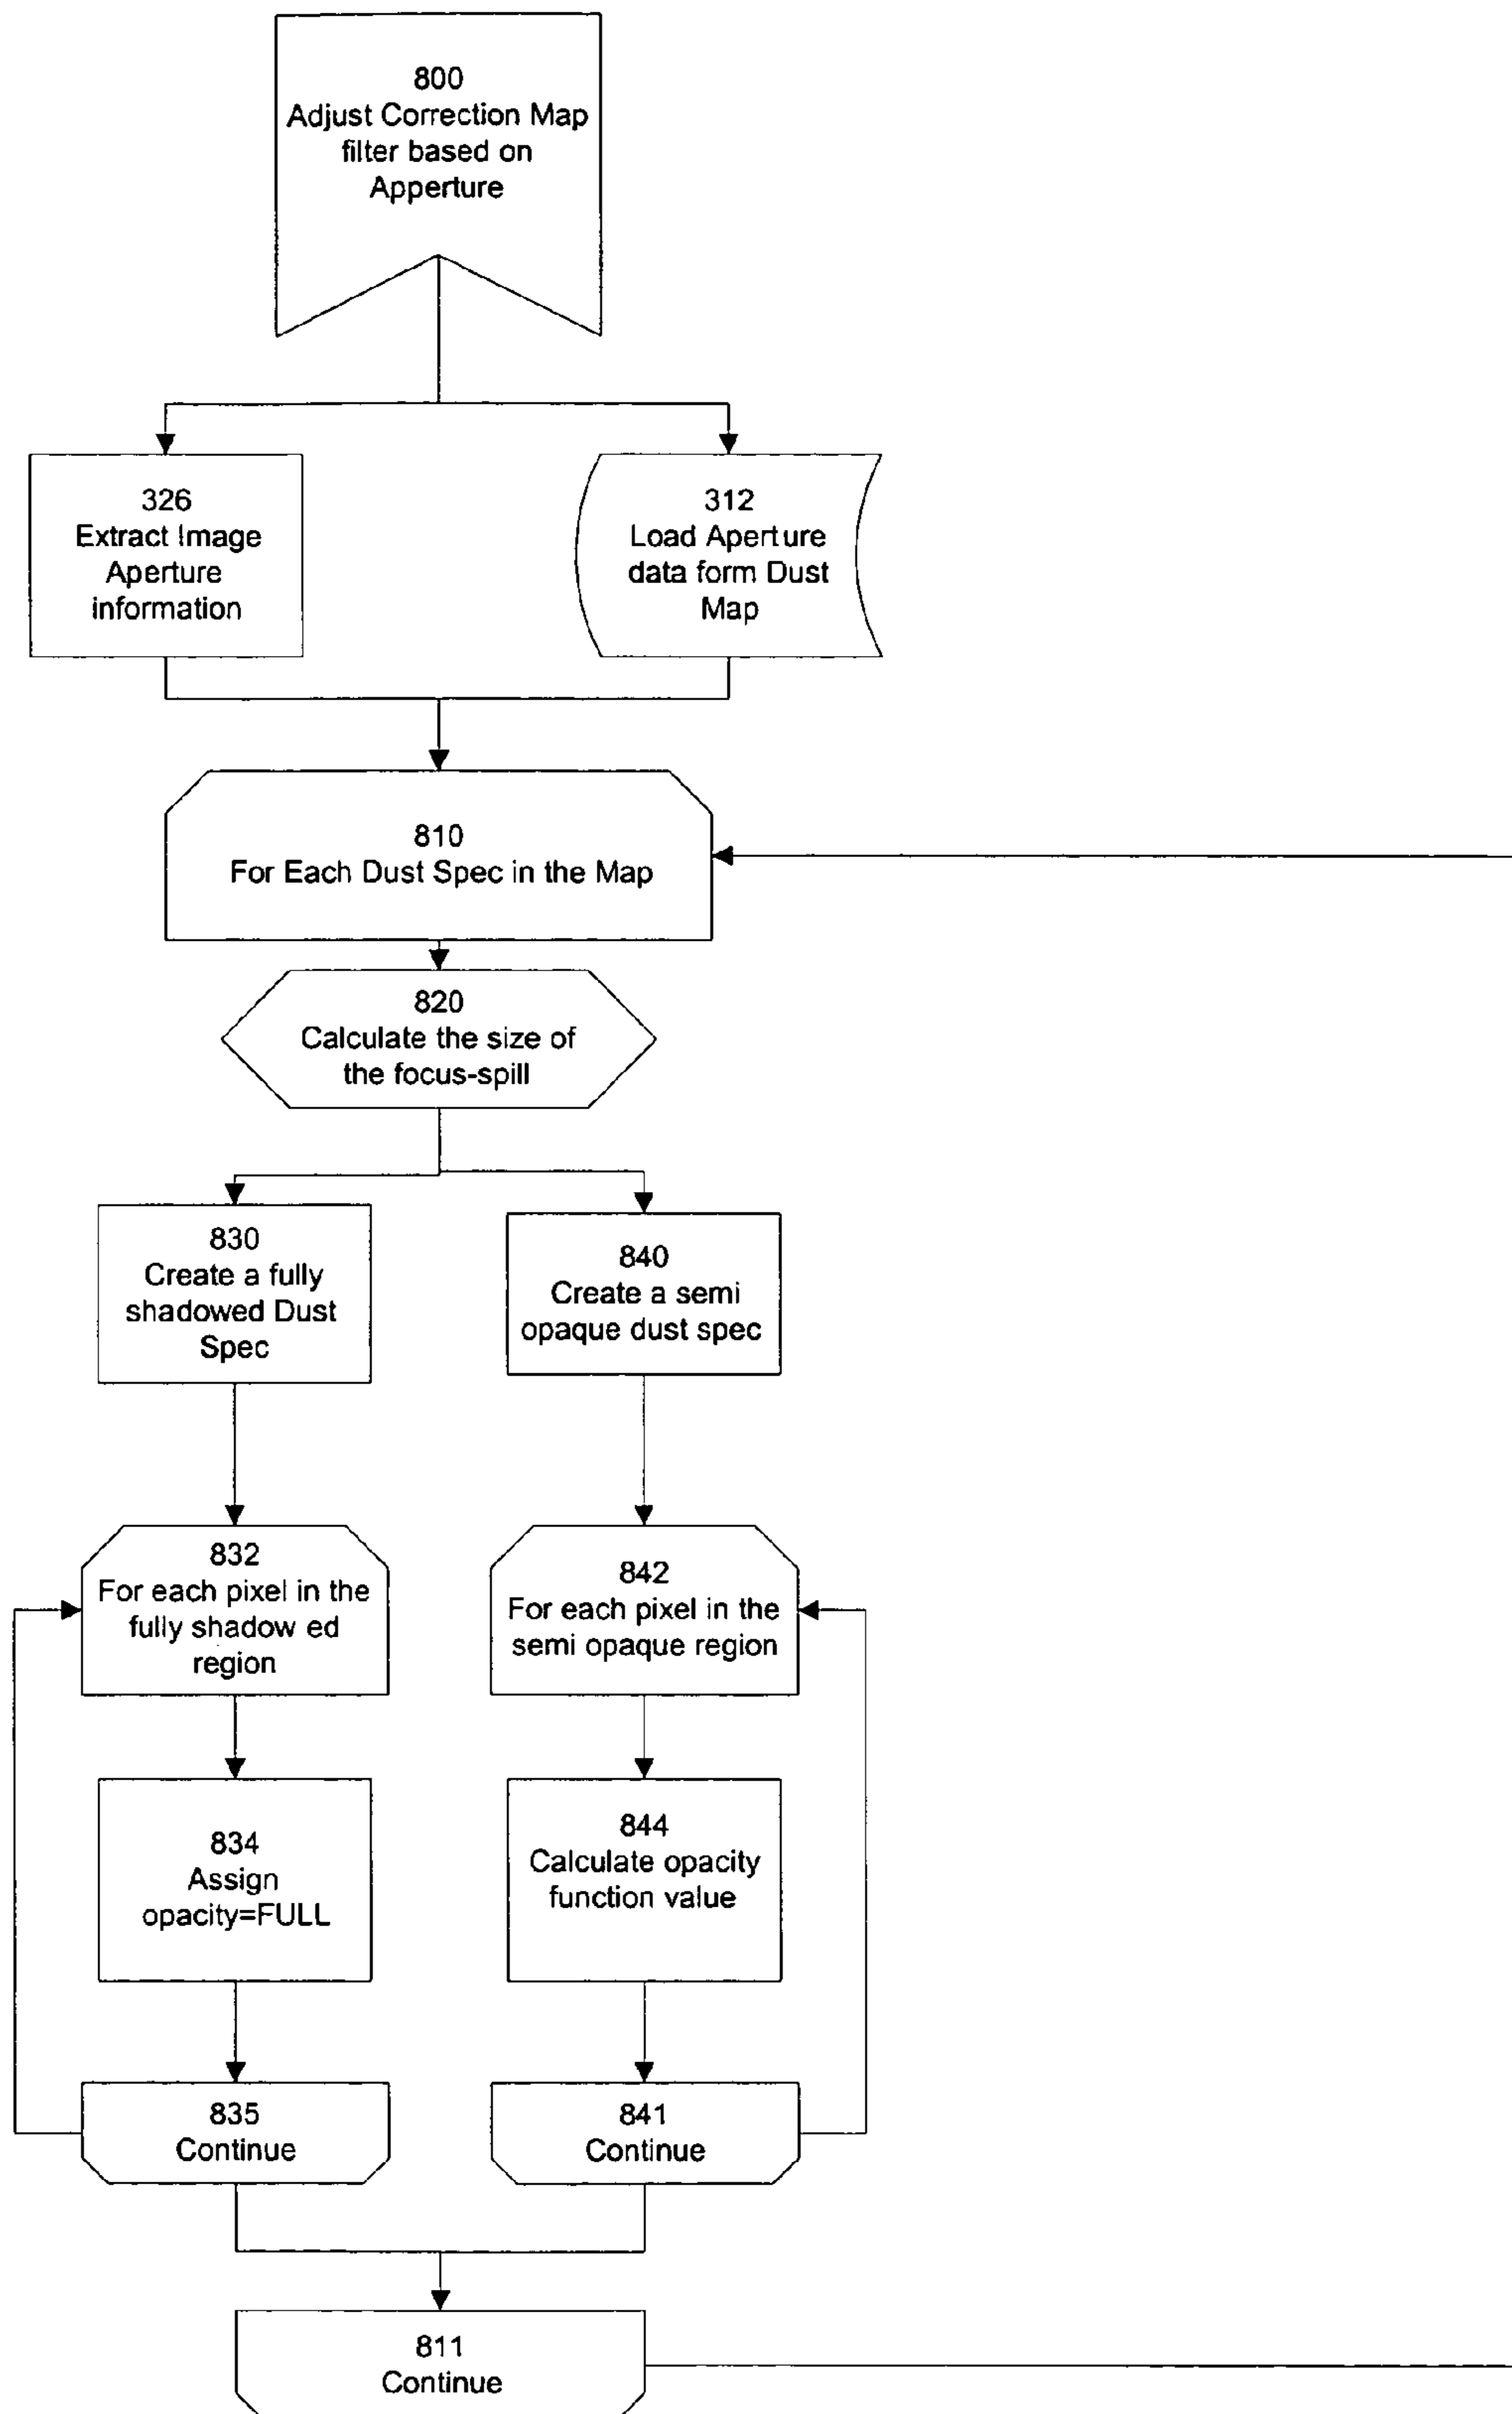 800
Adjust Correction Map
filter based on
Apperture
326
Extract Image
Aperture
information
312
Load Aperture
data form Dust
Map
810
For Each Dust Spec in the Map
820
Calculate the size of
the focus-spill
830
Create a fully
shadowed Dust
Spec
840
Create a semi
opaque dust spec
832
For each pixel in the
fully shadow ed
region
842
For each pixel in the
semi opaque region
834
Assign
opacity=FULL
844
Calculate opacity
function value
835
Continue
841
Continue
811
Continue